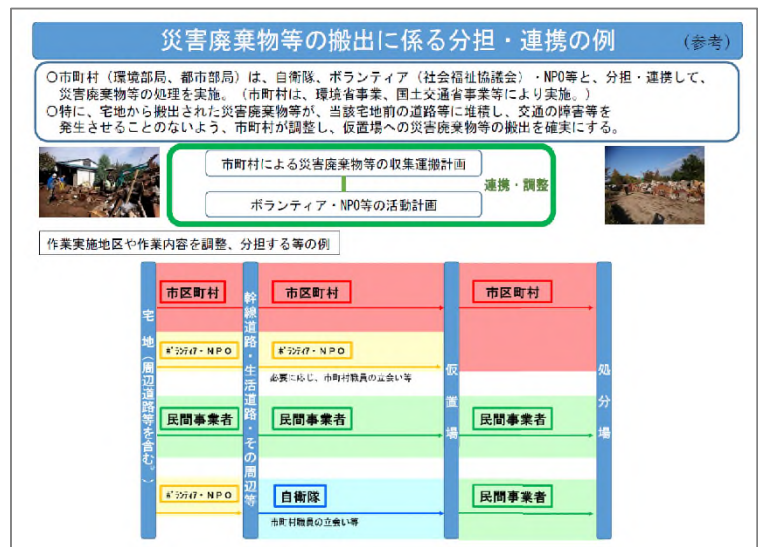 災害廃棄物等の搬出に係る分担・連携の例
(参考)
〇市町村(環境部局、都市部局)は、自衛隊、ボランティア(社会福祉協議会)・NPO等と、分担・連携して、
災害廃棄物等の処理を実施。(市町村は、環境省事業、国土交通省事業等により実施。)
〇特に、宅地から搬出された災害廃棄物等が、当該宅地前の道路等に堆積し、交通の障害等を
発生させることのないよう、市町村が調整し、仮置場への災害廃棄物等の搬出を確実にする。
市町村による災害廃棄物等の収集運搬計画
連携・調整
ボランティア・NPO等の活動計画
作業実施地区や作業内容を調整、分担する等の例
宅地(周辺道路等を含む。)
幹線道路・生活道路・その周辺等
仮置場
処分場
市区町村
市区町村
市区町村
ボランティア・NPO
ボランティア・NPO
必要に応じ、市町村職員の立会い等
民間事業者
民間事業者
民間事業者
ボランティア・NPO
自衛隊
民間事業者
市町村職員の立会い等